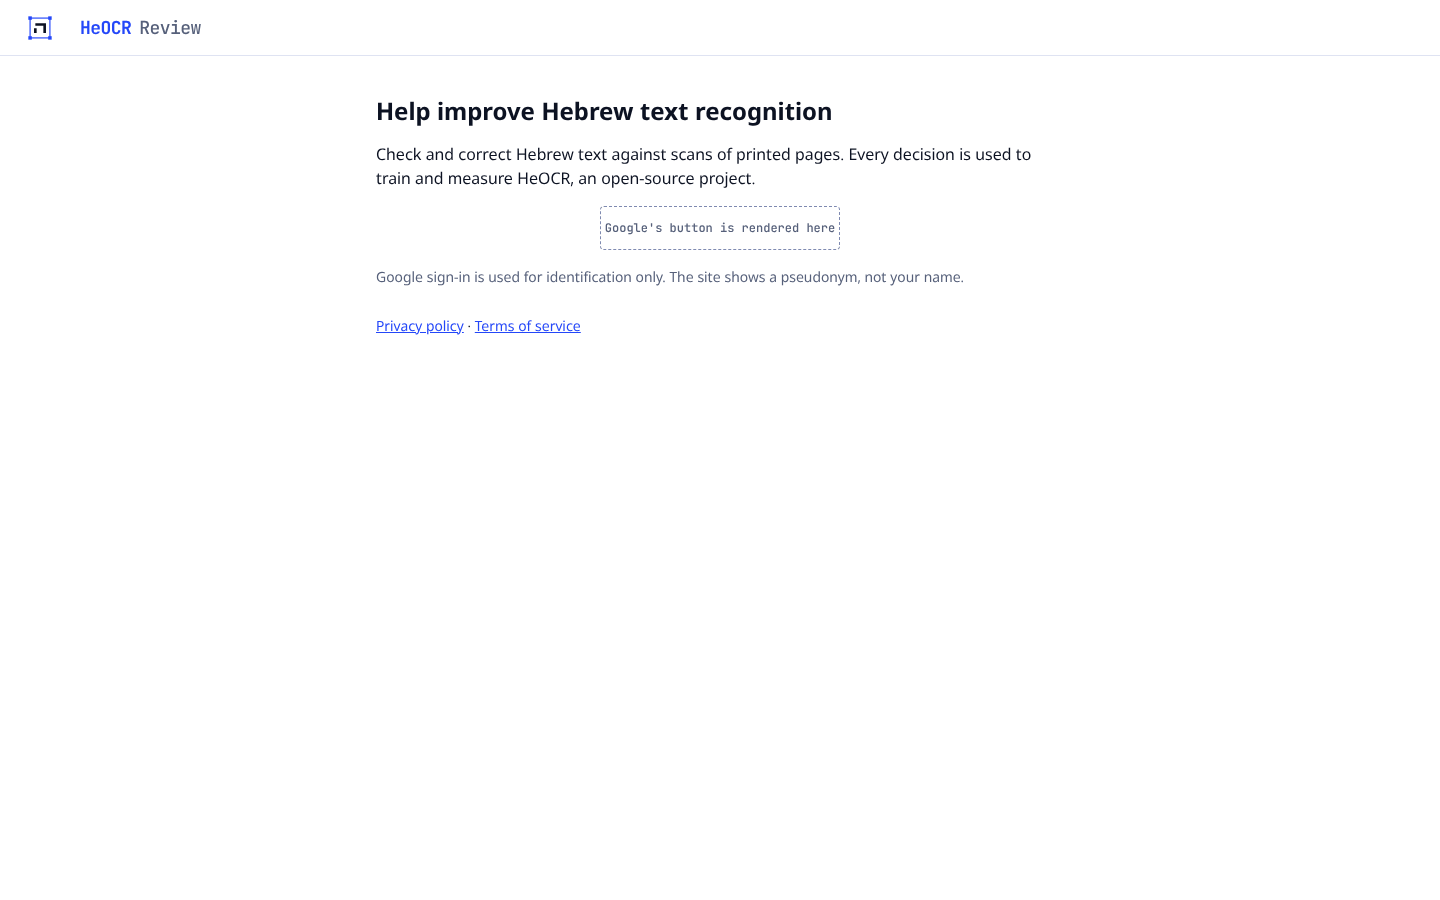 HeOCR Review
Help improve Hebrew text recognition
Check and correct Hebrew text against scans of printed pages. Every decision is used to
train and measure HeOCR, an open-source project.
Google's button is rendered here
Google sign-in is used for identification only. The site shows a pseudonym, not your name.
Privacy policy · Terms of service